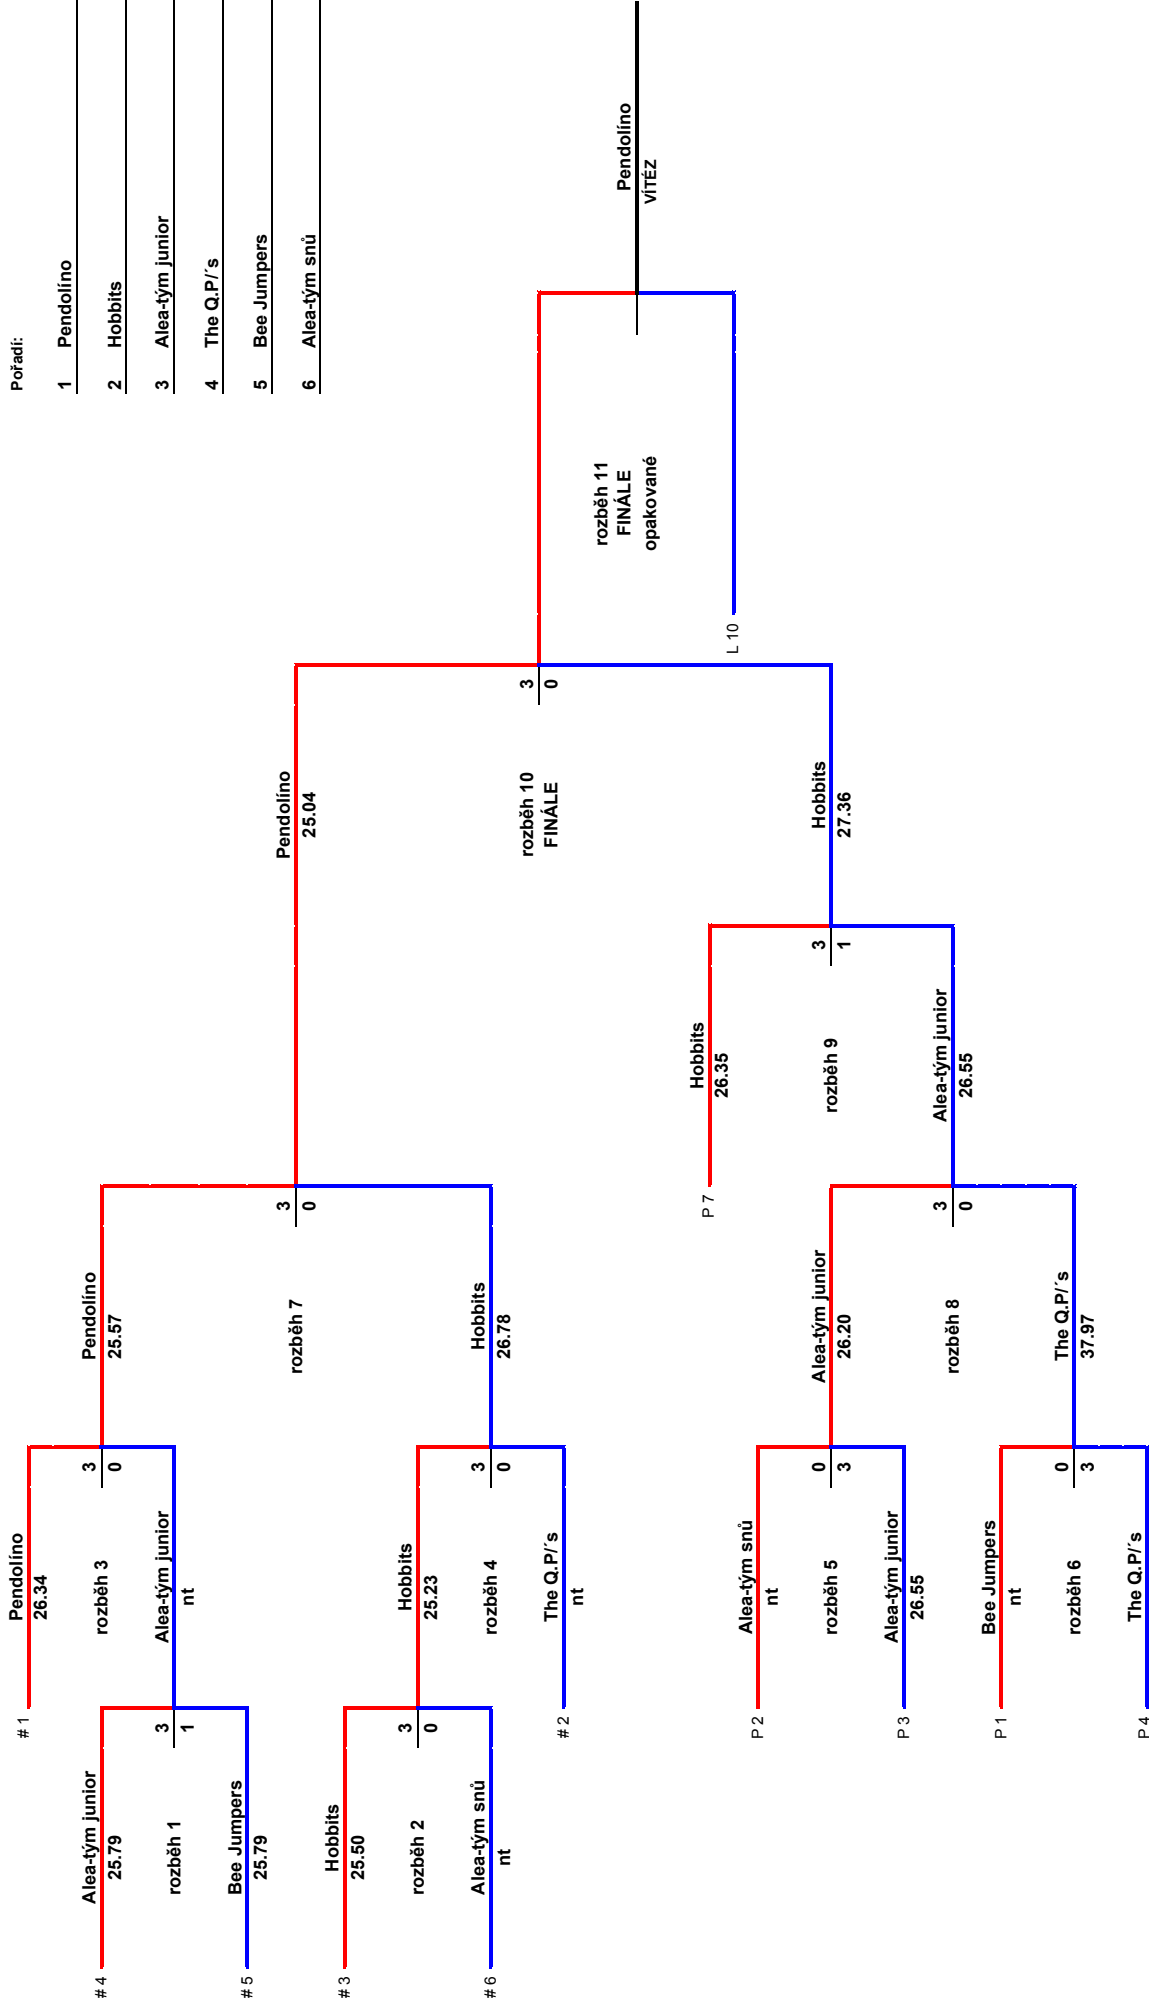 Pořadí:
1 Pendolíno
2 Hobbits
3 Alea-tým junior
4 The Q.P/´s
5 Bee Jumpers
6 Alea-tým snů
# 4
Alea-tým junior
25.79
rozběh 1
3
1
Bee Jumpers
25.79
# 5
# 3
Hobbits
25.50
rozběh 2
3
0
Alea-tým snů
nt
# 6
# 1
Pendolíno
26.34
rozběh 3
3
0
Alea-tým junior
nt
Hobbits
25.23
rozběh 4
3
0
The Q.P/´s
nt
# 2
P 2
Alea-tým snů
nt
rozběh 5
0
3
Alea-tým junior
26.55
P 3
P 1
Bee Jumpers
nt
rozběh 6
0
3
The Q.P/´s
P 4
Pendolíno
25.57
rozběh 7
3
0
Hobbits
26.78
Alea-tým junior
26.20
rozběh 8
3
0
The Q.P/´s
37.97
P 7
Hobbits
26.35
rozběh 9
3
1
Alea-tým junior
26.55
Pendolíno
25.04
rozběh 10
FINÁLE
3
0
Hobbits
27.36
rozběh 11
FINÁLE
opakované
L 10
Pendolíno
VÍTĚZ